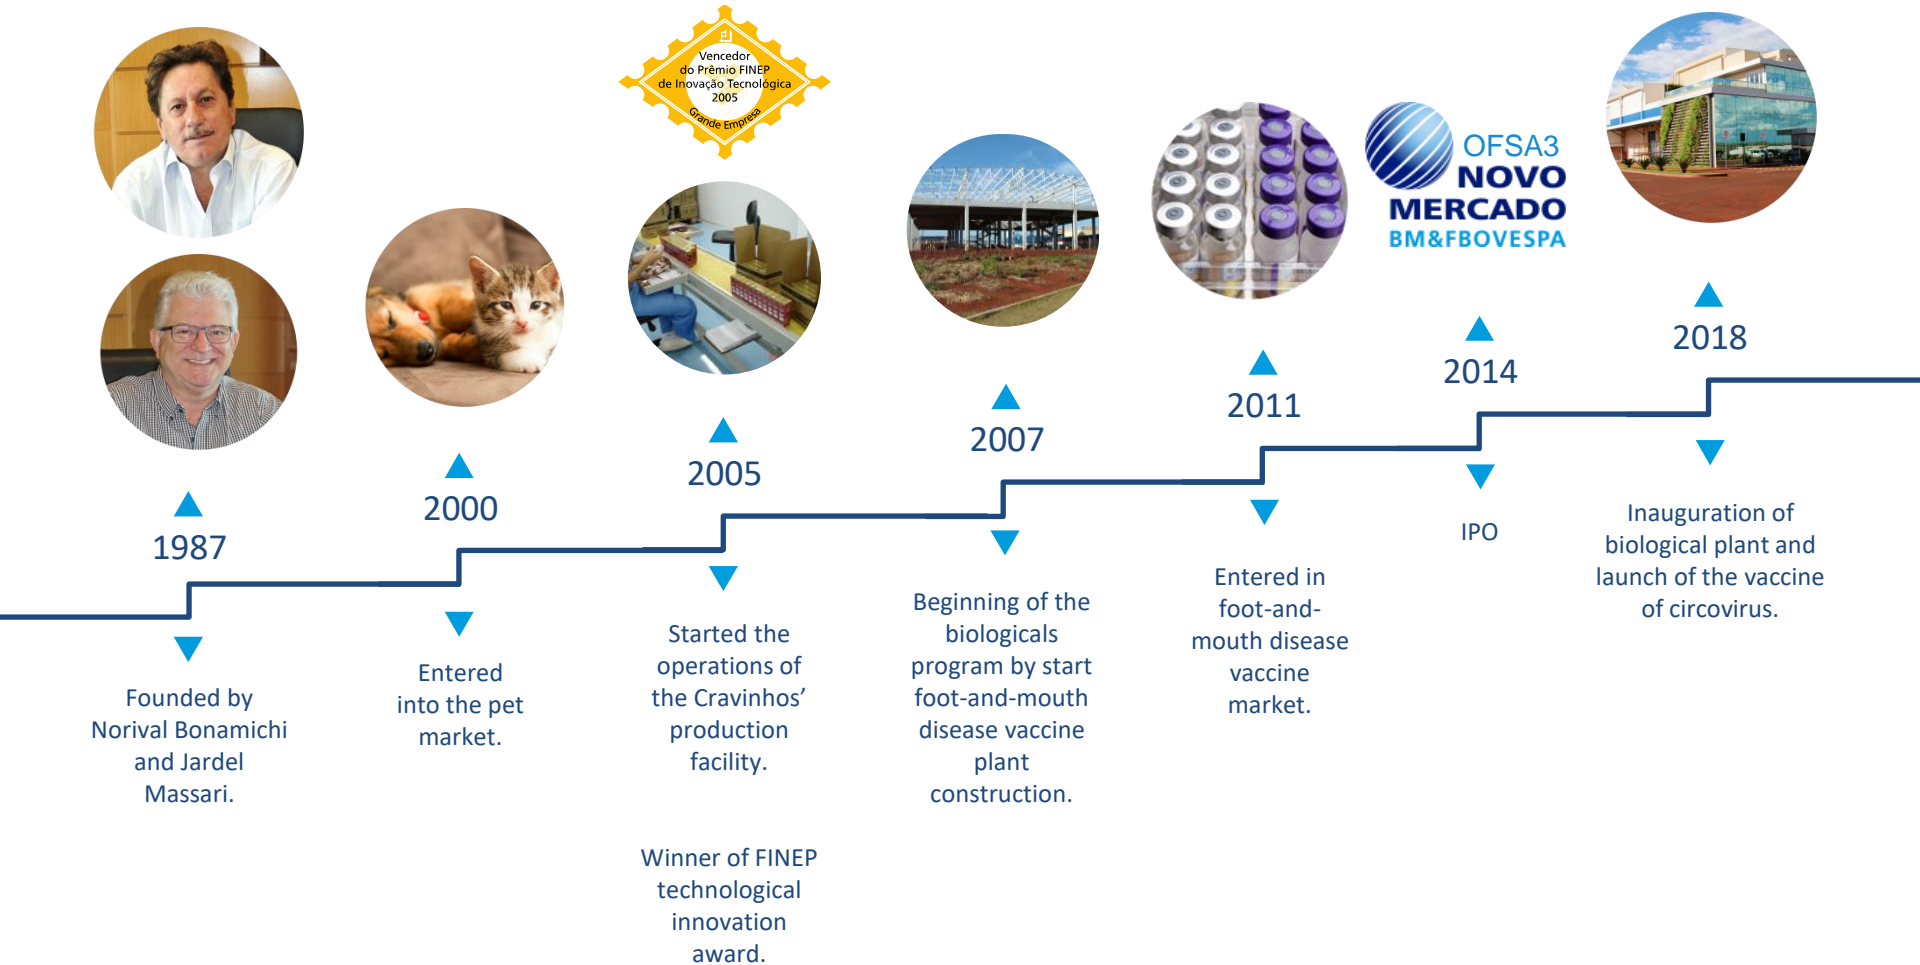 Vencedor
do Prêmio FINEP
de Inovação Tecnológica
2005
Grande Empresa
OFSA3
NOVO
MERCADO
BM&FBOVESPA
1987
Founded by
Norival Bonamichi
and Jardel
Massari.
2000
Entered
into the pet
market.
2005
Started the
operations of
the Cravinhos’
production
facility.
Winner of FINEP
technological
innovation
award.
2007
Beginning of the
biologicals
program by start
foot-and-mouth
disease vaccine
plant
construction.
2011
Entered in
foot-and-
mouth disease
vaccine
market.
2014
IPO
2018
Inauguration of
biological plant and
launch of the vaccine
of circovirus.